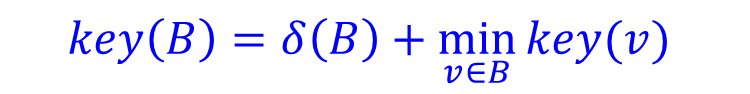 key(B) = δ(B) + min key(v)
v∈B